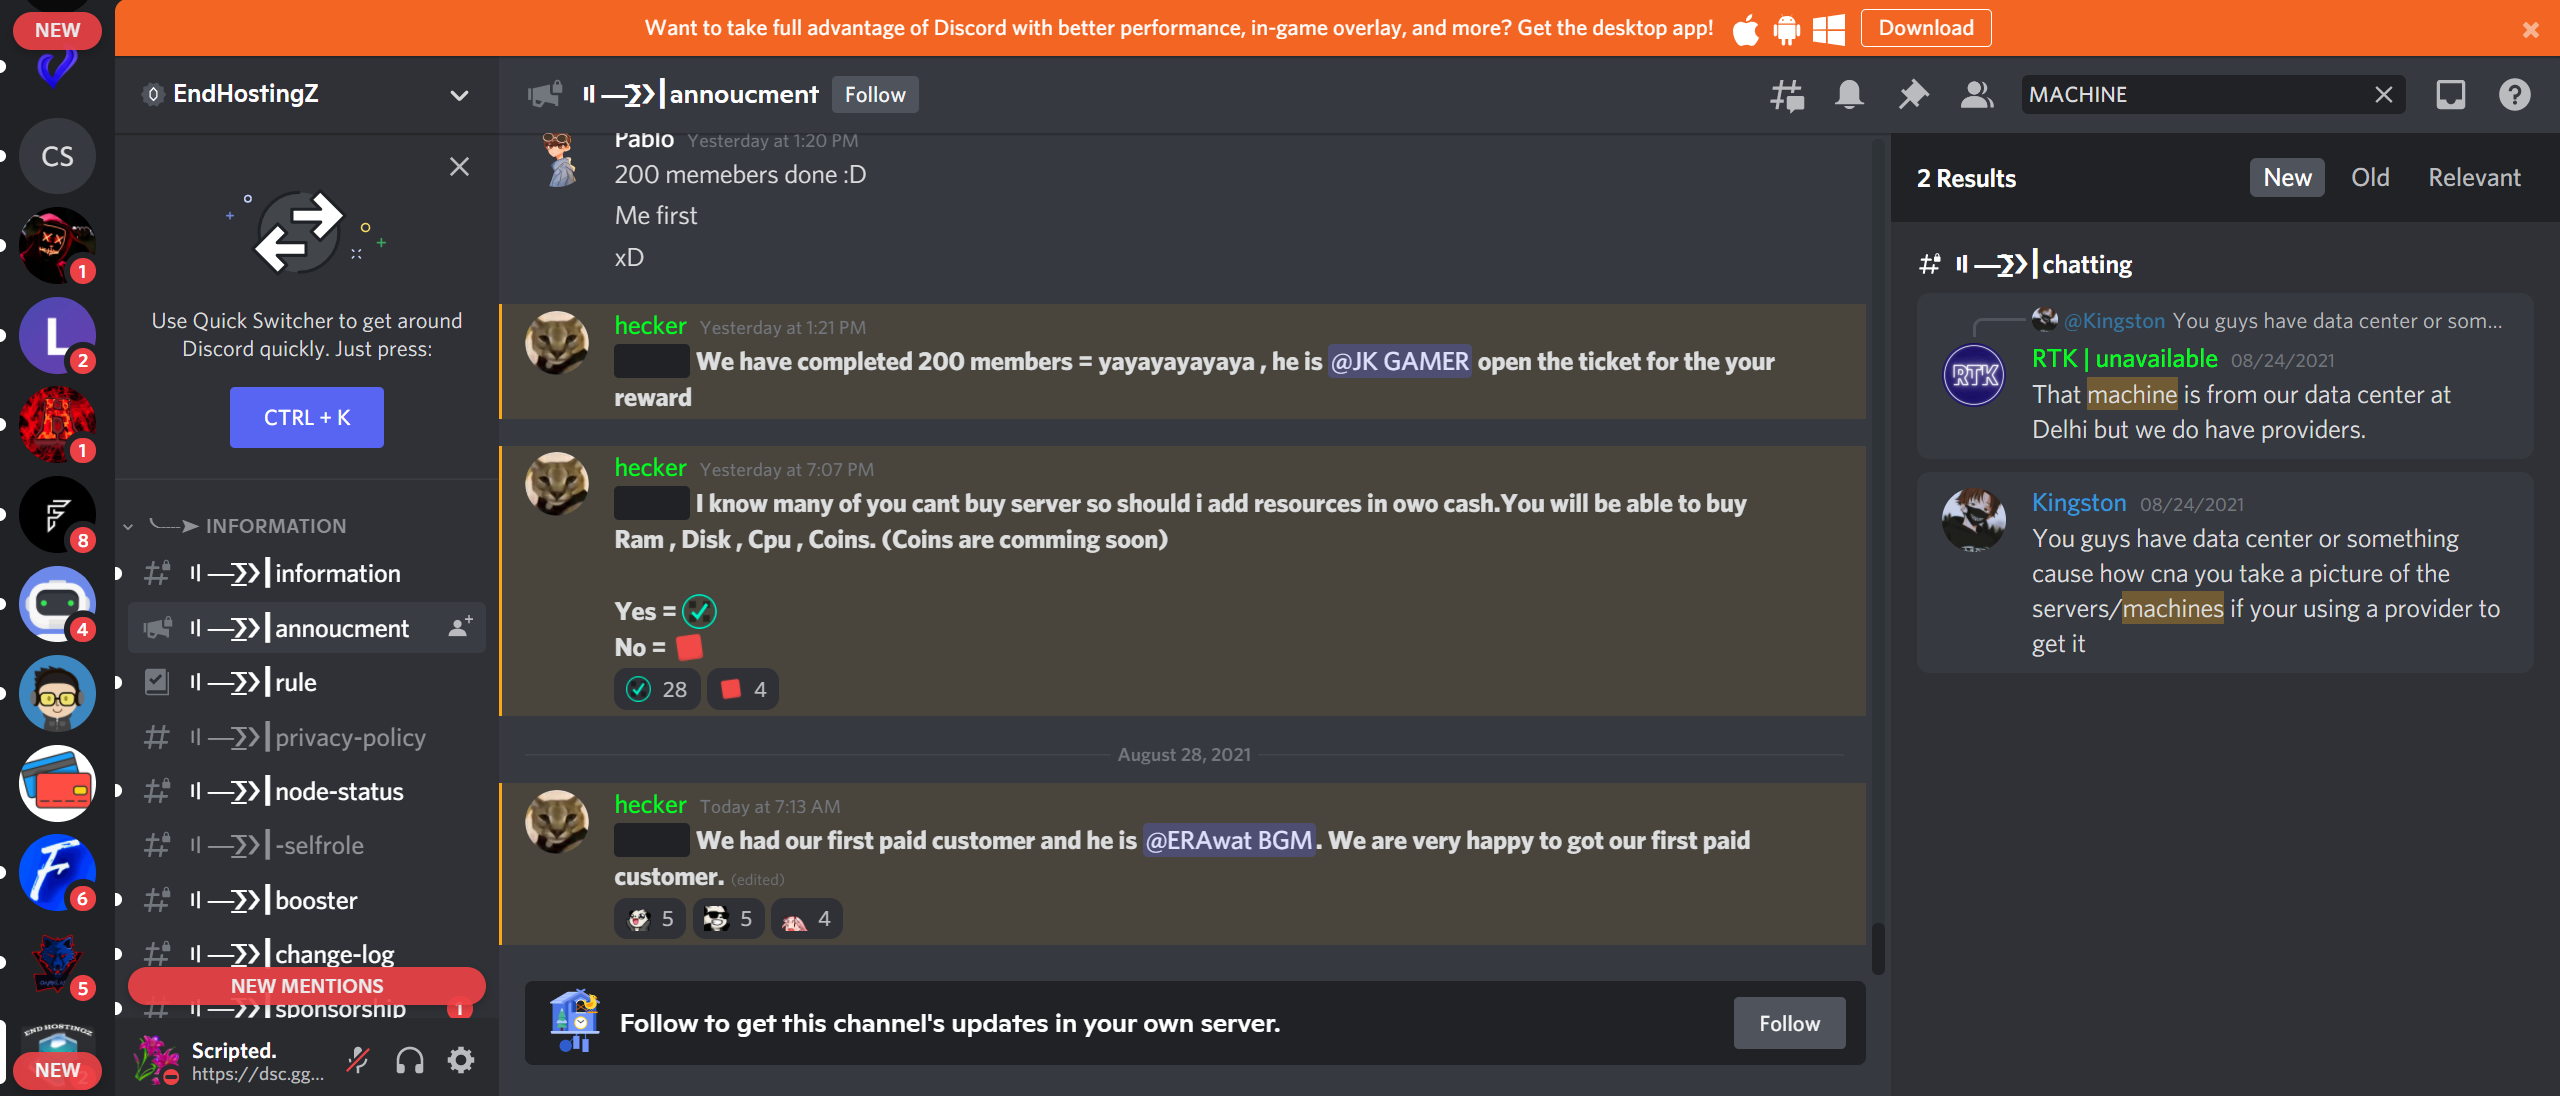 NEW
Want to take full advantage of Discord with better performance, in-game overlay, and more? Get the desktop app!
Download
EndHostingZ
annoucment
Follow
MACHINE
CS
1
L
2
1
8
4
6
5
END HOSTINGZ
NEW
Use Quick Switcher to get around
Discord quickly. Just press:
CTRL + K
INFORMATION
information
annoucment
rule
privacy-policy
node-status
-selfrole
booster
change-log
NEW MENTIONS
sponsorship
1
Scripted.
https://dsc.gg...
Pablo Yesterday at 1:20 PM
200 memebers done :D
Me first
xD
hecker Yesterday at 1:21 PM
We have completed 200 members = yayayayayaya , he is @JK GAMER open the ticket for the your
reward
hecker Yesterday at 7:07 PM
I know many of you cant buy server so should i add resources in owo cash.You will be able to buy
Ram , Disk , Cpu , Coins. (Coins are comming soon)
Yes =
No =
28 4
August 28, 2021
hecker Today at 7:13 AM
We had our first paid customer and he is @ERAwat BGM . We are very happy to got our first paid
customer. (edited)
5 5 4
Follow to get this channel's updates in your own server.
Follow
2 Results
New Old Relevant
chatting
@Kingston You guys have data center or som...
RTK
RTK | unavailable 08/24/2021
That machine is from our data center at
Delhi but we do have providers.
Kingston 08/24/2021
You guys have data center or something
cause how cna you take a picture of the
servers/machines if your using a provider to
get it